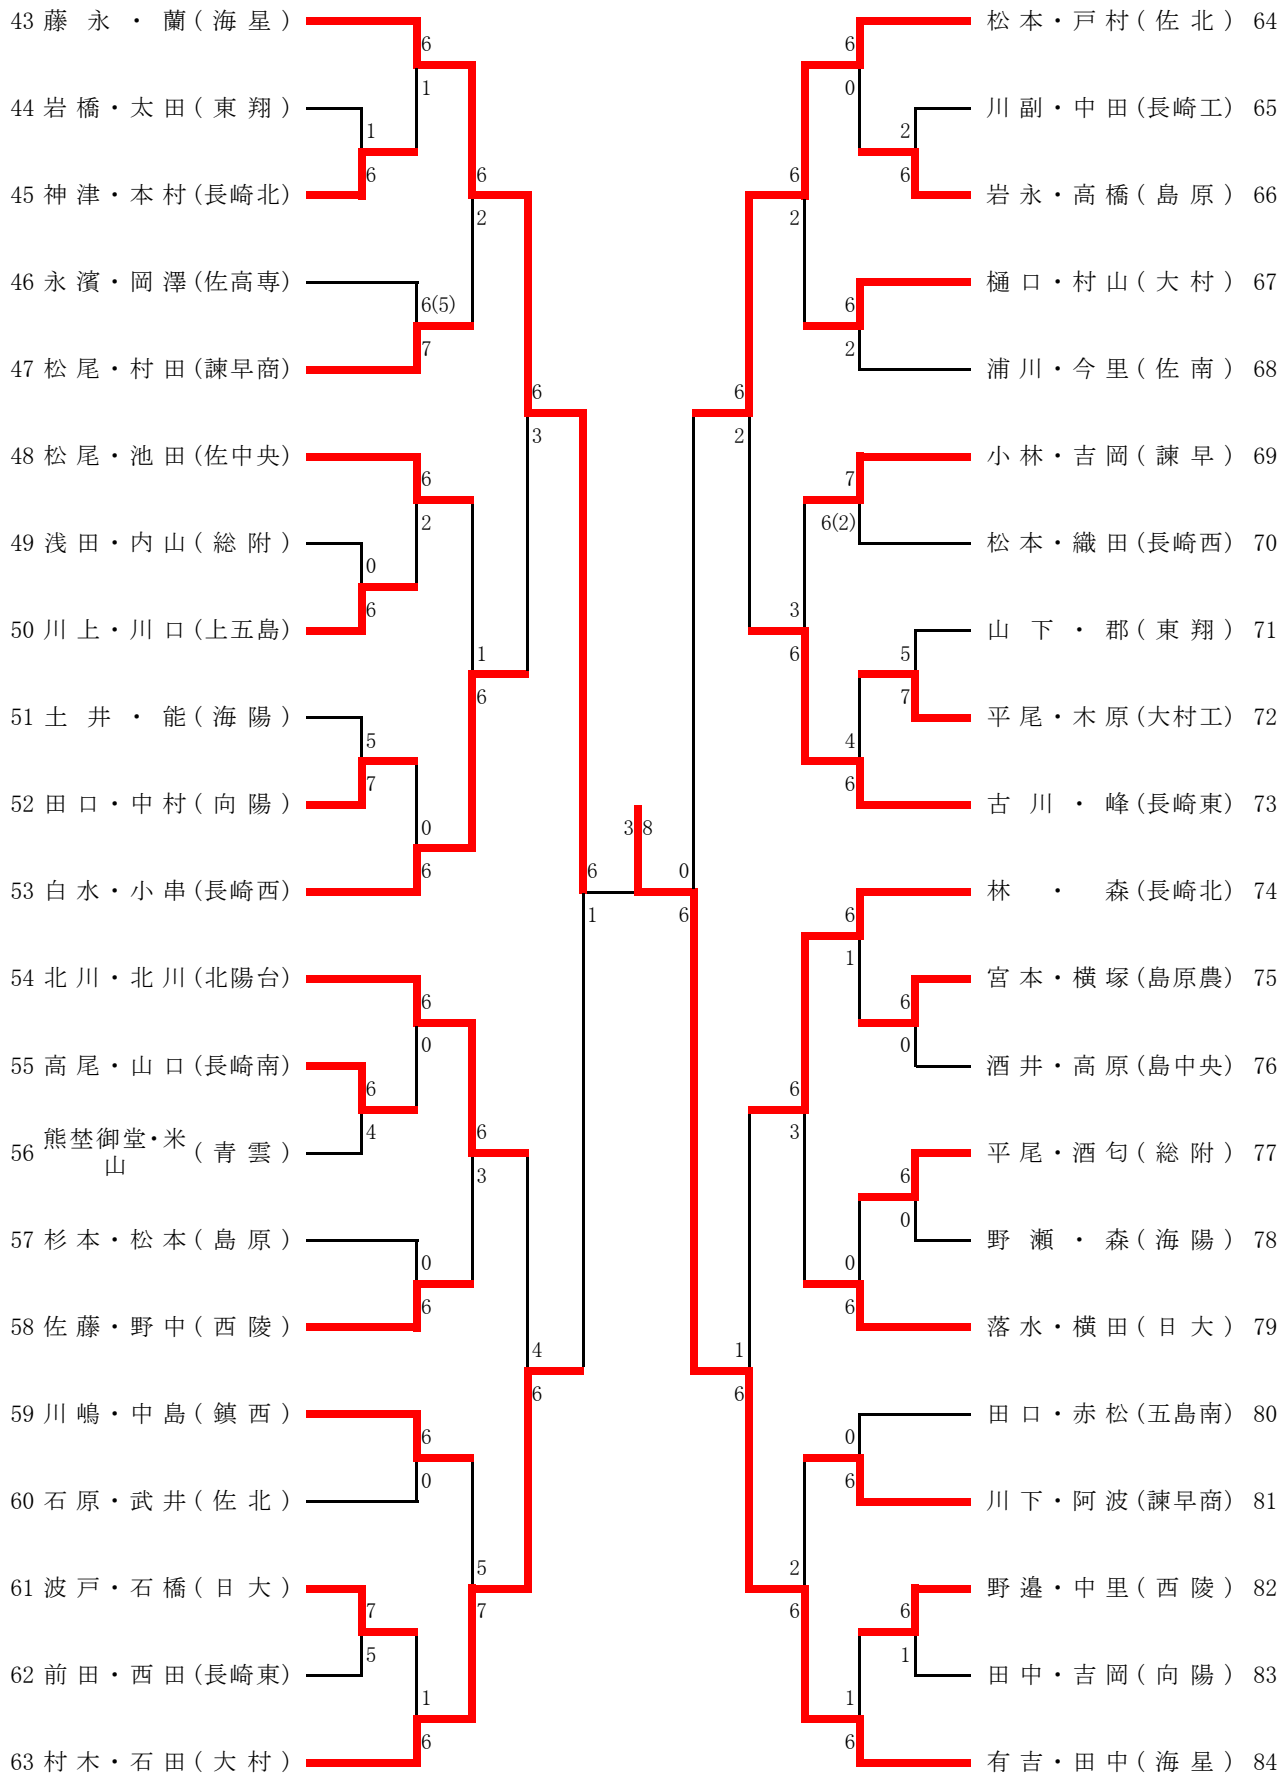 43 藤永・蘭(海星)
6
1
44 岩橋・太田(東翔)
1
6
45 神津・本村(長崎北)
6
2
46 永濱・岡澤(佐高専)
6(5)
7
47 松尾・村田(諫早商)
6
3
48 松尾・池田(佐中央)
6
2
49 浅田・内山(総附)
0
6
50 川上・川口(上五島)
1
6
51 土井・能(海陽)
5
7
52 田口・中村(向陽)
0
6
53 白水・小串(長崎西)
6
1
54 北川・北川(北陽台)
6
0
55 高尾・山口(長崎南)
6
4
56 熊埜御堂・米
山
(青雲)
6
3
57 杉本・松本(島原)
0
6
58 佐藤・野中(西陵)
4
6
59 川嶋・中島(鎮西)
6
0
60 石原・武井(佐北)
5
7
61 波戸・石橋(日大)
7
5
62 前田・西田(長崎東)
1
6
63 村木・石田(大村)
3 8
松本・戸村(佐北) 64
6
0
川副・中田(長崎工) 65
2
6
岩永・高橋(島原) 66
6
2
樋口・村山(大村) 67
6
2
浦川・今里(佐南) 68
6
2
小林・吉岡(諫早) 69
7
6(2)
松本・織田(長崎西) 70
3
6
山下・郡(東翔) 71
5
7
平尾・木原(大村工) 72
4
6
古川・峰(長崎東) 73
0
6
林・森(長崎北) 74
6
1
宮本・横塚(島原農) 75
6
0
酒井・高原(島中央) 76
6
3
平尾・酒匂(総附) 77
6
0
野瀬・森(海陽) 78
0
6
落水・横田(日大) 79
1
6
田口・赤松(五島南) 80
0
6
川下・阿波(諫早商) 81
2
6
野邉・中里(西陵) 82
6
1
田中・吉岡(向陽) 83
1
6
有吉・田中(海星) 84